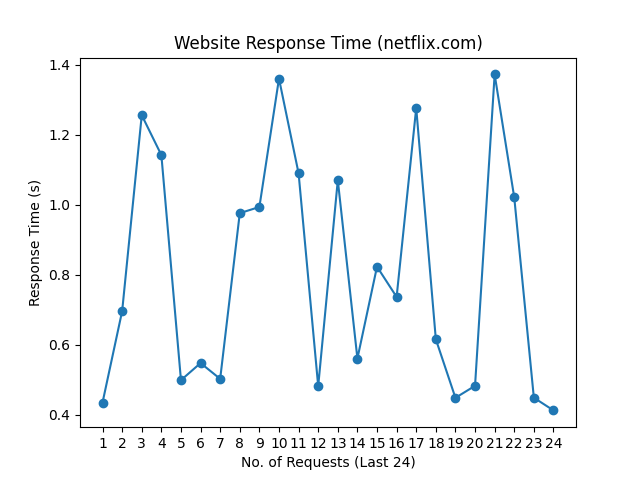 Website Response Time (netflix.com)
1.4
1.2
1.0
0.8
0.6
0.4
Response Time (s)
1 2 3 4 5 6 7 8 9 10 11 12 13 14 15 16 17 18 19 20 21 22 23 24
No. of Requests (Last 24)